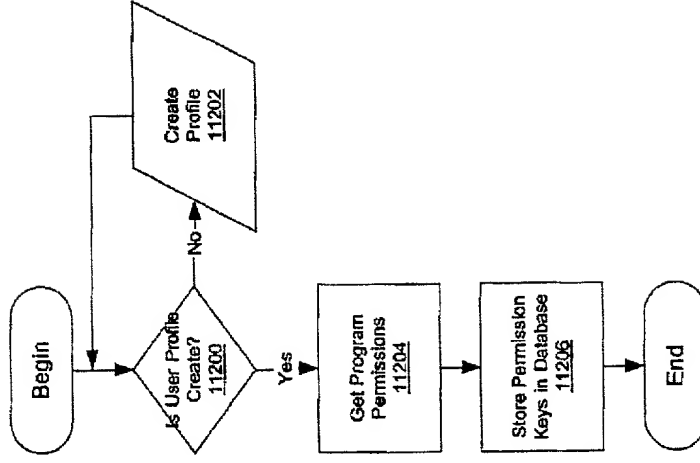 Begin
Is User Profile
Create?
11200
No
Create
Profile
11202
Yes
Get Program
Permissions
11204
Store Permission
Keys in Database
11206
End